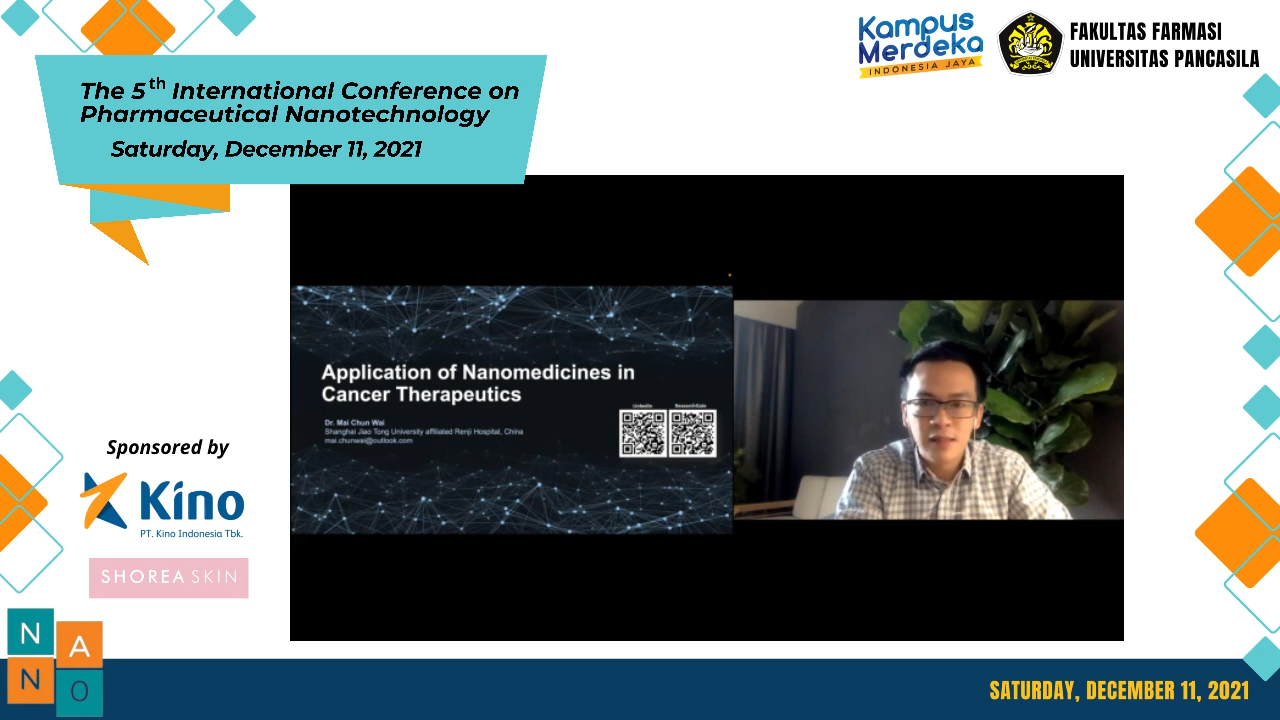 Kampus
Merdeka
INDONESIA JAYA
FAKULTAS FARMASI
UNIVERSITAS PANCASILA
The 5th International Conference on
Pharmaceutical Nanotechnology
Saturday, December 11, 2021
Application of Nanomedicines in
Cancer Therapeutics
LinkedIn
ResearchGate
Dr. Mai Chun Wai
Shanghai Jiao Tong University affiliated Renji Hospital, China
mai.chunwai@outlook.com
Sponsored by
Kino
PT. Kino Indonesia Tbk.
SHOREA SKIN
N
A
N
O
SATURDAY, DECEMBER 11, 2021